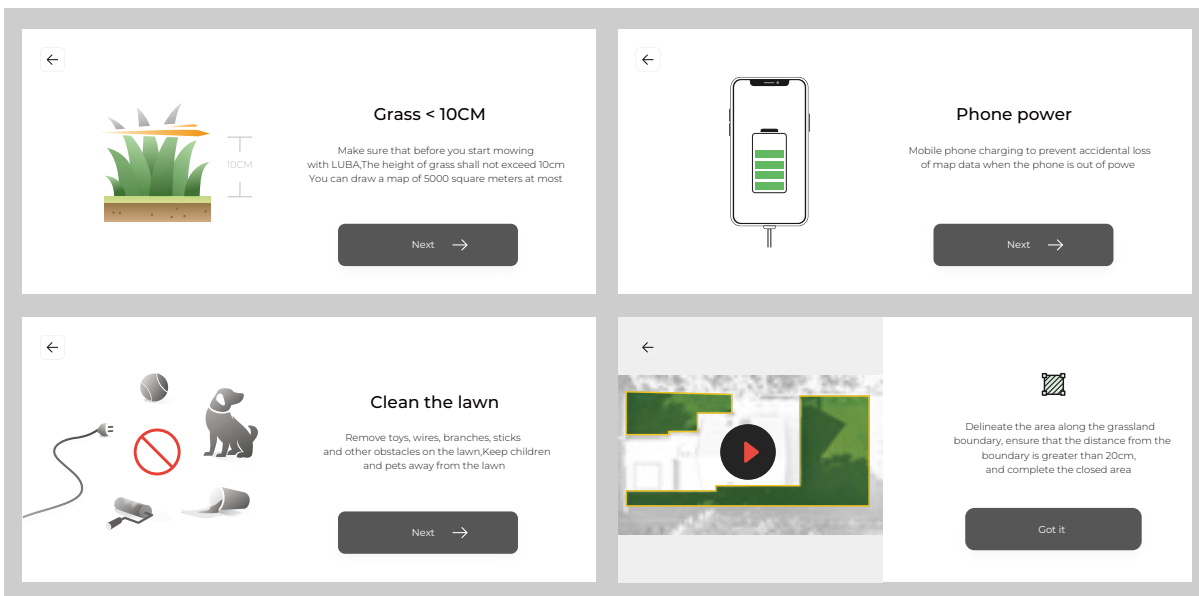 Grass < 10CM
10CM
Make sure that before you start mowing
with LUBA,The height of grass shall not exceed 10cm
You can draw a map of 5000 square meters at most
Next
Phone power
Mobile phone charging to prevent accidental loss
of map data when the phone is out of powe
Next
Clean the lawn
Remove toys, wires, branches, sticks
and other obstacles on the lawn,Keep children
and pets away from the lawn
Next
Delineate the area along the grassland
boundary, ensure that the distance from the
boundary is greater than 20cm,
and complete the closed area
Got it